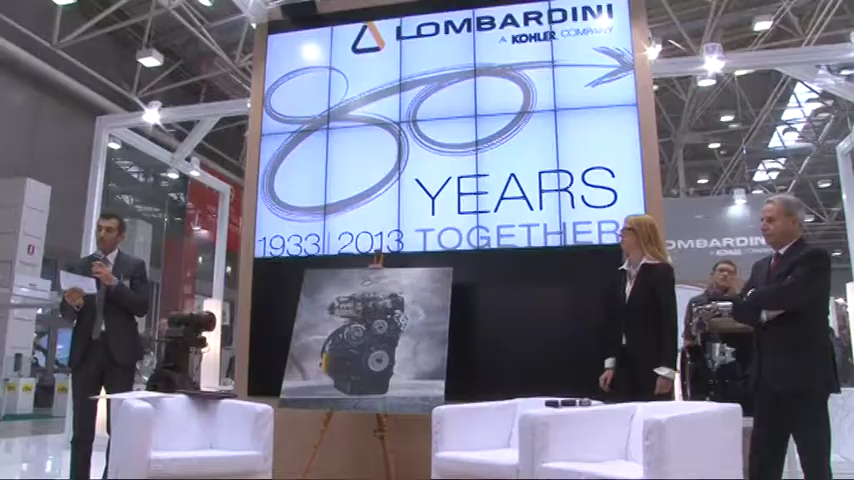 LOMBARDINI
A KOHLER COMPANY
80
YEARS
1933 2013 TOGETHER
LOMBARDINI